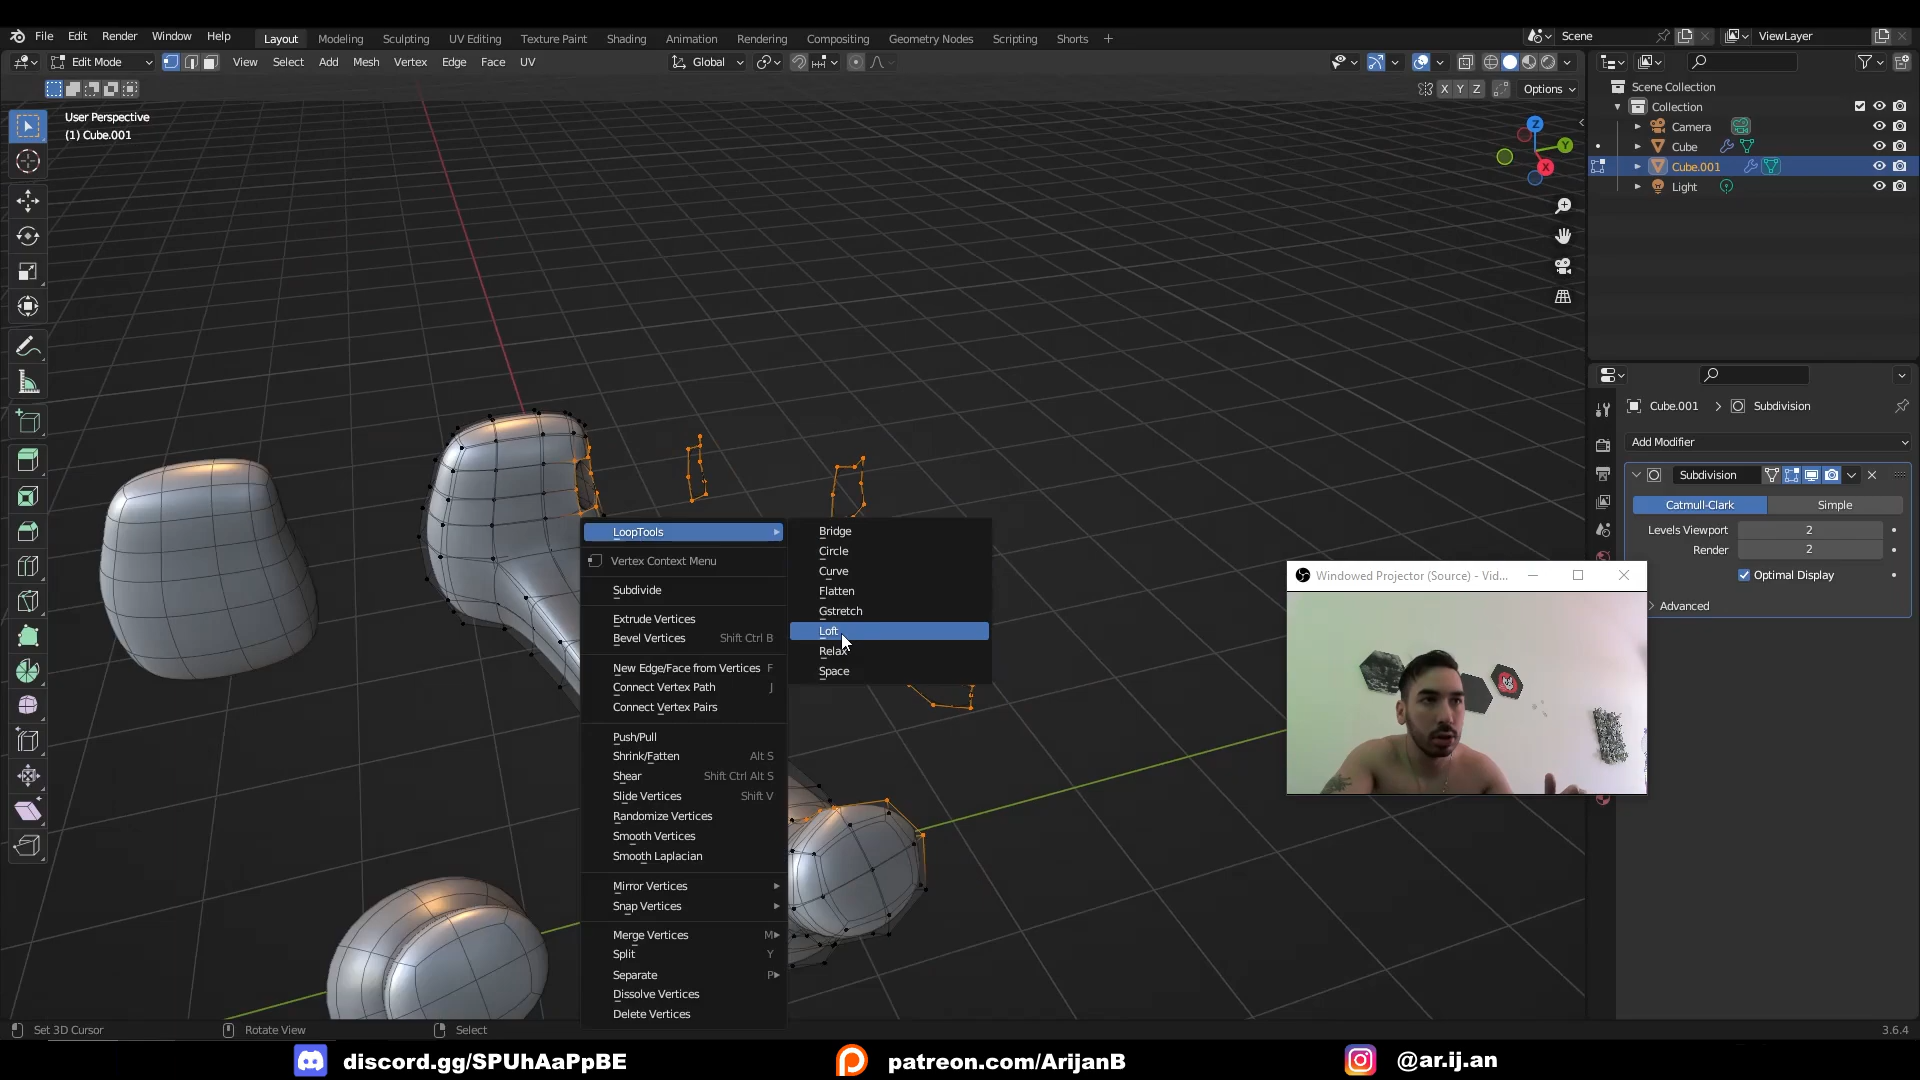 File Edit Render Window Help
Layout Modeling Sculpting UV Editing Texture Paint Shading Animation Rendering Compositing Geometry Nodes Scripting Shorts +
Scene
ViewLayer
Edit Mode
View Select Add Mesh Vertex Edge Face UV
Global
X Y Z
Options
User Perspective
(1) Cube.001
Z
Y
X
Scene Collection
Collection
Camera
Cube
Cube.001
Light
Cube.001 > Subdivision
Add Modifier
Subdivision
Catmull-Clark Simple
Levels Viewport 2
Render 2
Optimal Display
Advanced
LoopTools
Vertex Context Menu
Subdivide
Extrude Vertices
Bevel Vertices Shift Ctrl B
New Edge/Face from Vertices F
Connect Vertex Path J
Connect Vertex Pairs
Push/Pull
Shrink/Fatten Alt S
Shear Shift Ctrl Alt S
Slide Vertices Shift V
Randomize Vertices
Smooth Vertices
Smooth Laplacian
Mirror Vertices
Snap Vertices
Merge Vertices M
Split Y
Separate P
Dissolve Vertices
Delete Vertices
Bridge
Circle
Curve
Flatten
Gstretch
Loft
Relax
Space
Windowed Projector (Source) - Vid...
Set 3D Cursor
Rotate View
Select
3.6.4
discord.gg/SPUhAaPpBE
patreon.com/ArijanB
@ar.ij.an